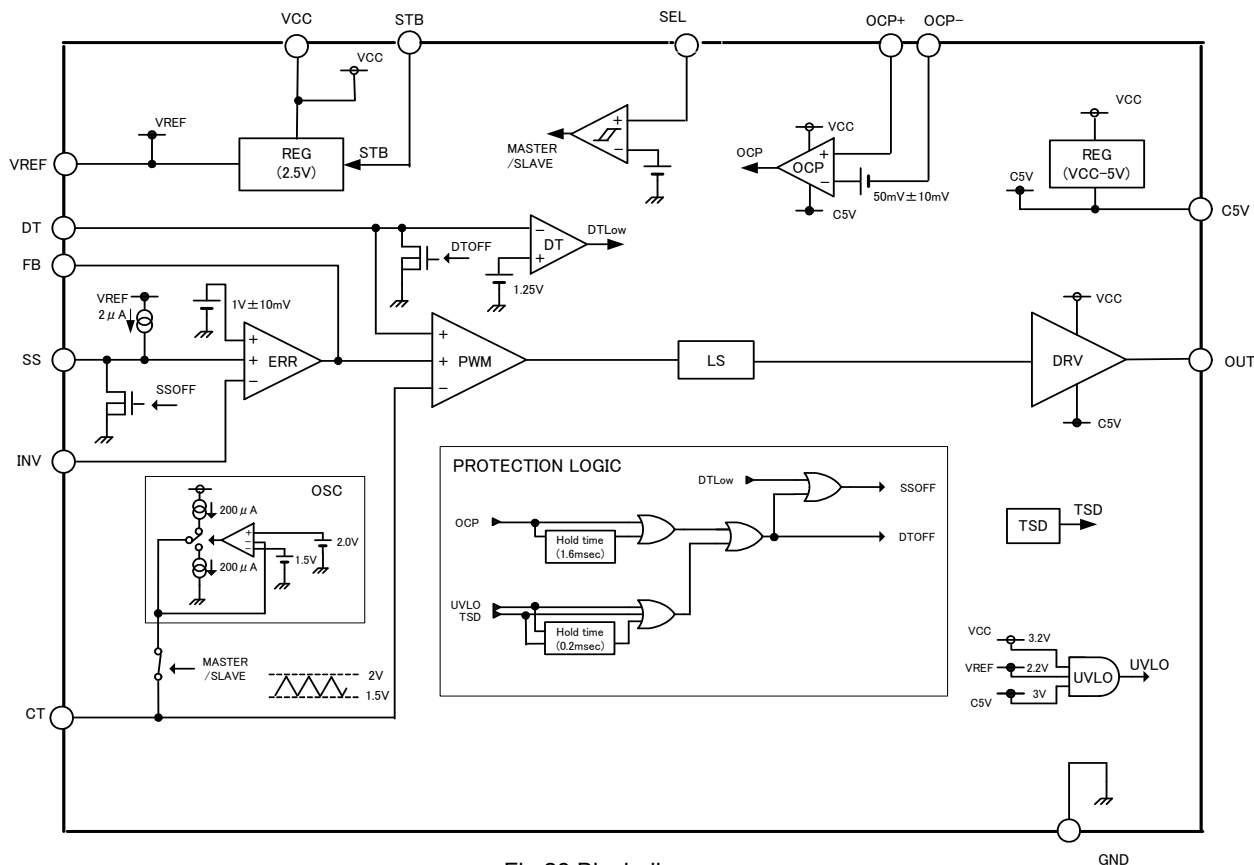 VCC
STB
SEL
OCP+
OCP-
VCC
VREF
VREF
REG
(2.5V)
STB
MASTER
/SLAVE
+
-
OCP
VCC
+
OCP
-
C5V
50mV±10mV
VCC
REG
(VCC-5V)
C5V
C5V
DT
FB
DTOFF
-
DT
+
DTLow
1.25V
VREF
2μA
1V±10mV
SS
+
+
-
ERR
SSOFF
+
+
-
PWM
LS
VCC
DRV
C5V
OUT
INV
OSC
200μA
200μA
+
-
-
2.0V
1.5V
MASTER
/SLAVE
2V
1.5V
CT
PROTECTION LOGIC
DTLow
SSOFF
OCP
Hold time
(1.6msec)
DTOFF
UVLO
TSD
Hold time
(0.2msec)
TSD
TSD
VCC
3.2V
VREF
2.2V
C5V
3V
UVLO
UVLO
GND